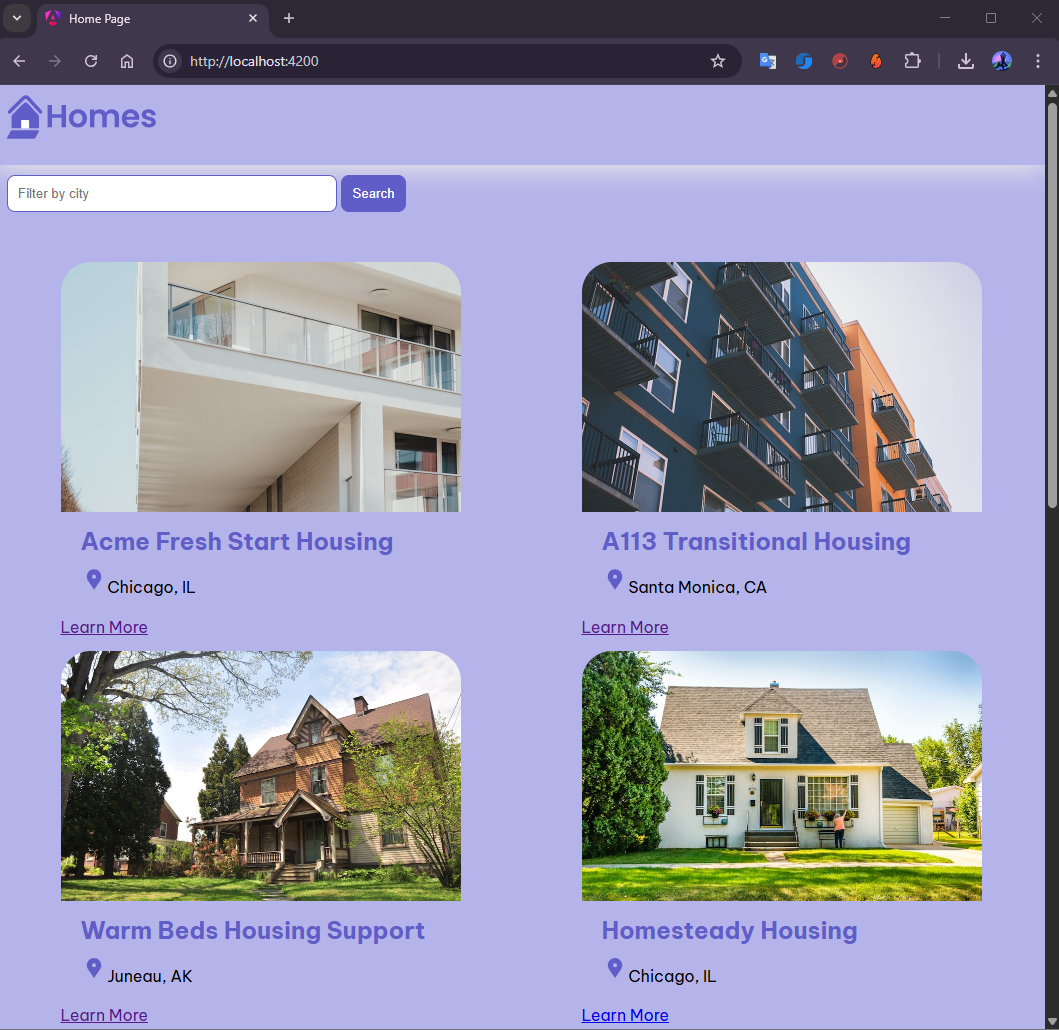 Home Page
http://localhost:4200
Homes
Filter by city
Search
Acme Fresh Start Housing
Chicago, IL
Learn More
A113 Transitional Housing
Santa Monica, CA
Learn More
Warm Beds Housing Support
Juneau, AK
Learn More
Homesteady Housing
Chicago, IL
Learn More